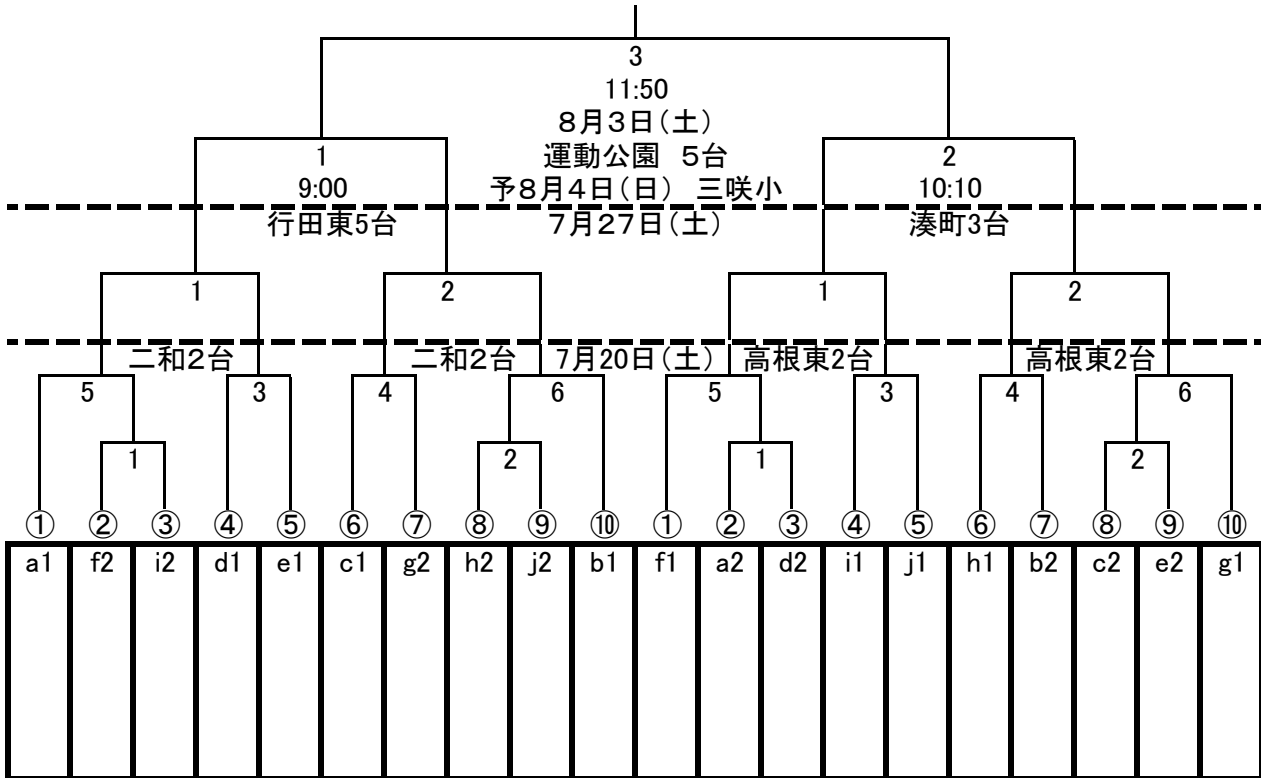 3
11:50
８月３日（土）
1 運動公園 ５台 2
9:00 予８月４日（日） 三咲小 10:10
行田東5台 ７月２７日（土） 湊町3台
1 2 1 2
二和２台 二和２台 ７月２０日（土） 高根東2台 高根東2台
5 3 4 6 5 3 4 6
1 2 1 2
① ② ③ ④ ⑤ ⑥ ⑦ ⑧ ⑨ ⑩ ① ② ③ ④ ⑤ ⑥ ⑦ ⑧ ⑨ ⑩
a1 f2 i2 d1 e1 c1 g2 h2 j2 b1 f1 a2 d2 i1 j1 h1 b2 c2 e2 g1